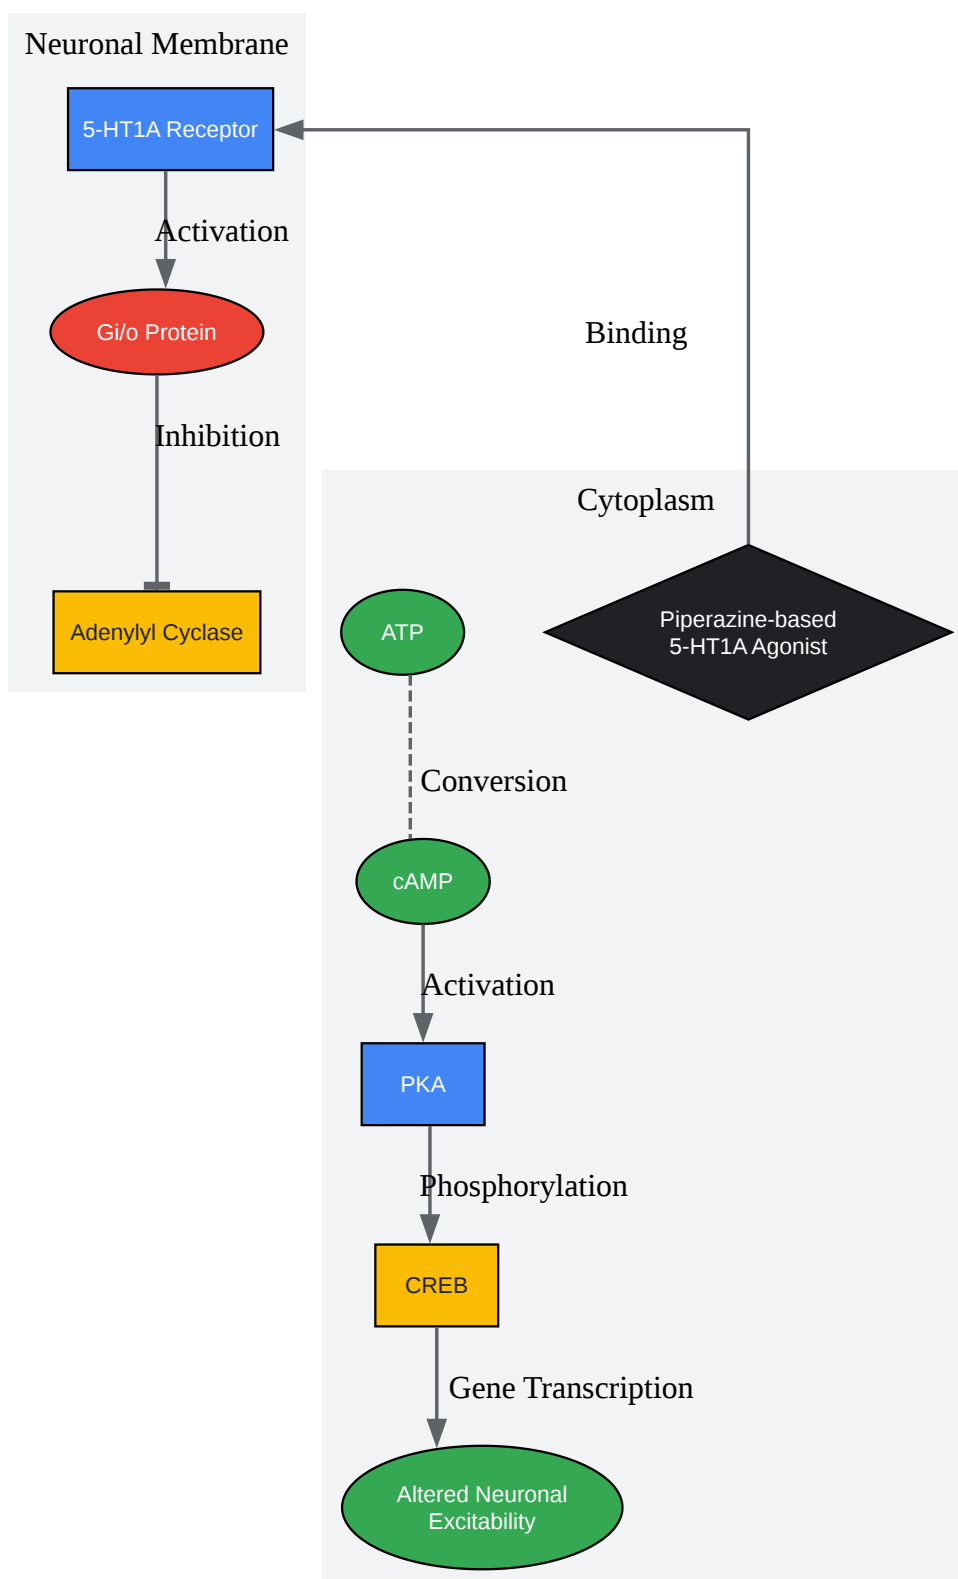 Neuronal Membrane
5-HT1A Receptor
Activation
Gi/o Protein
Inhibition
Adenylyl Cyclase
Binding
Cytoplasm
ATP
Piperazine-based
5-HT1A Agonist
Conversion
cAMP
Activation
PKA
Phosphorylation
CREB
Gene Transcription
Altered Neuronal
Excitability